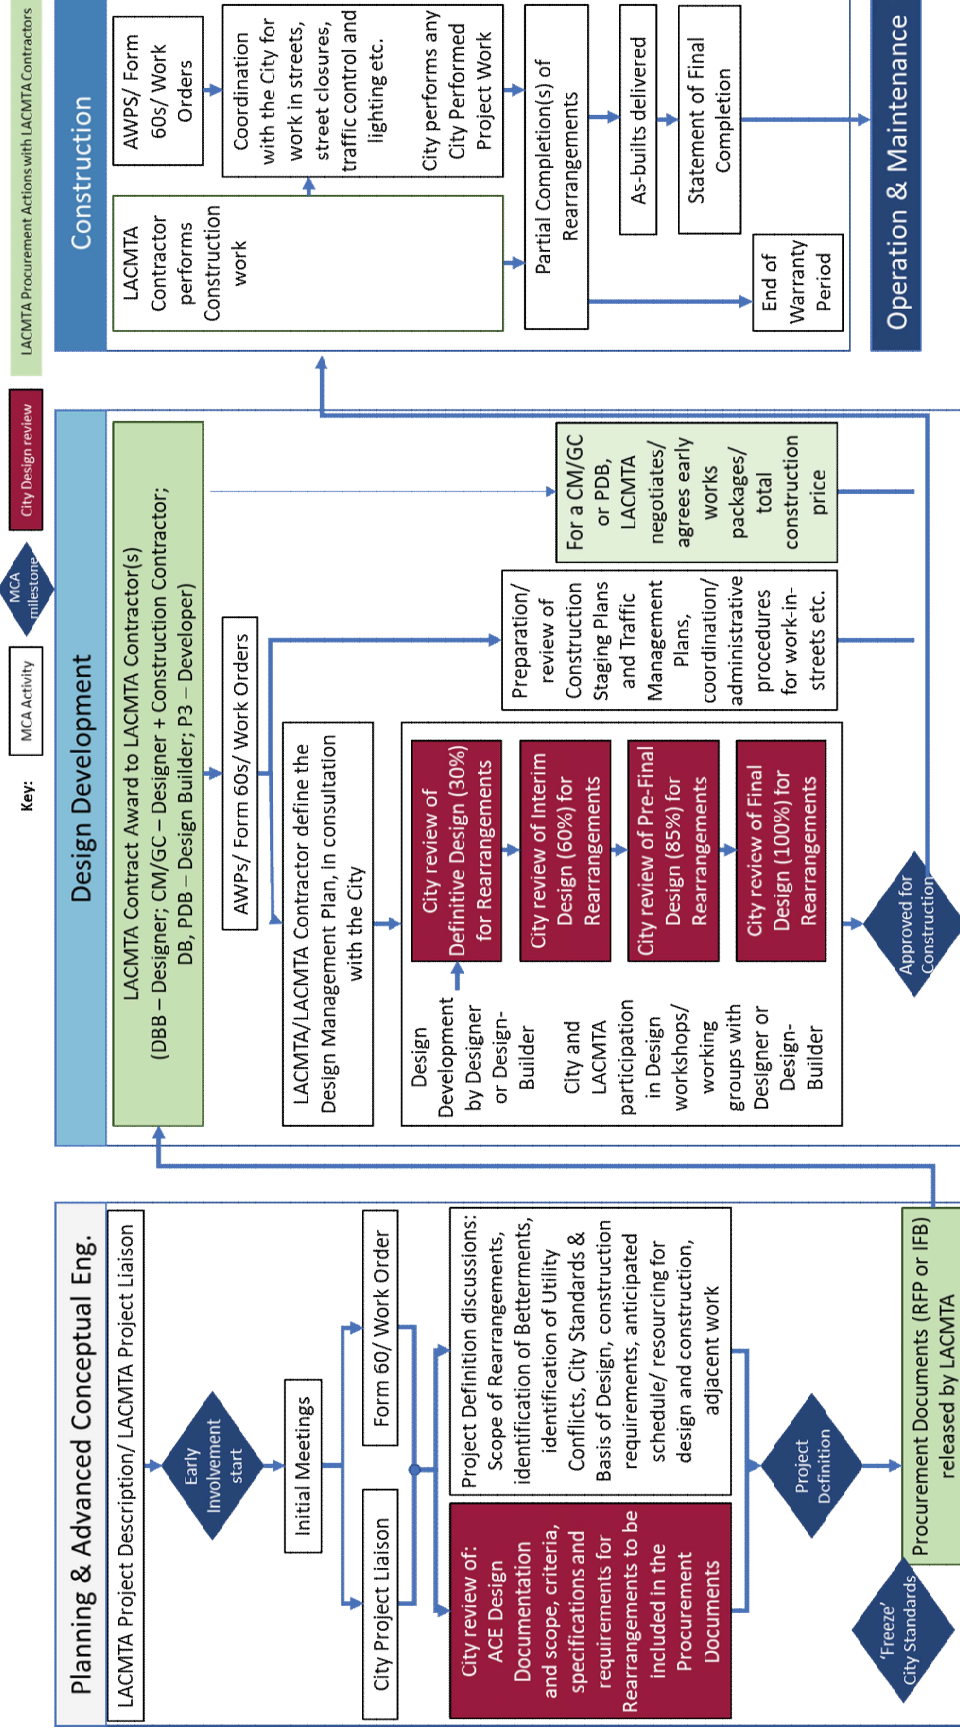 Key:
MCA Activity
MCA
milestone
City Design review
LACMTA Procurement Actions with LACMTA Contractors
Planning & Advanced Conceptual Eng.
LACMTA Project Description/ LACMTA Project Liaison
Early
Involvement
start
Initial Meetings
City Project Liaison
Form 60/ Work Order
City review of:
ACE Design
Documentation
and scope, criteria,
specifications and
requirements for
Rearrangements to be
included in the
Procurement
Documents
Project Definition discussions:
Scope of Rearrangements,
identification of Betterments,
identification of Utility
Conflicts, City Standards &
Basis of Design, construction
requirements, anticipated
schedule/ resourcing for
design and construction,
adjacent work
Project
Definition
'Freeze'
City Standards
Procurement Documents (RFP or IFB)
released by LACMTA
Design Development
LACMTA Contract Award to LACMTA Contractor(s)
(DBB – Designer; CM/GC – Designer + Construction Contractor;
DB, PDB – Design Builder; P3 – Developer)
AWPs/ Form 60s/ Work Orders
LACMTA/LACMTA Contractor define the
Design Management Plan, in consultation
with the City
Design
Development
by Designer
or Design-
Builder
City and
LACMTA
participation
in Design
workshops/
working
groups with
Designer or
Design-
Builder
City review of
Definitive Design (30%)
for Rearrangements
City review of Interim
Design (60%) for
Rearrangements
City review of Pre-Final
Design (85%) for
Rearrangements
City review of Final
Design (100%) for
Rearrangements
Preparation/
review of
Construction
Staging Plans
and Traffic
Management
Plans,
coordination/
administrative
procedures
for work-in-
streets etc.
For a CM/GC
or PDB,
LACMTA
negotiates/
agrees early
works
packages/
total
construction
price
Approved for
Construction
Construction
LACMTA
Contractor
performs
Construction
work
AWPS/ Form
60s/ Work
Orders
Coordination
with the City for
work in streets,
street closures,
traffic control and
lighting etc.
City performs any
City Performed
Project Work
Partial Completion(s) of
Rearrangements
As-builts delivered
Statement of Final
Completion
End of
Warranty
Period
Operation & Maintenance